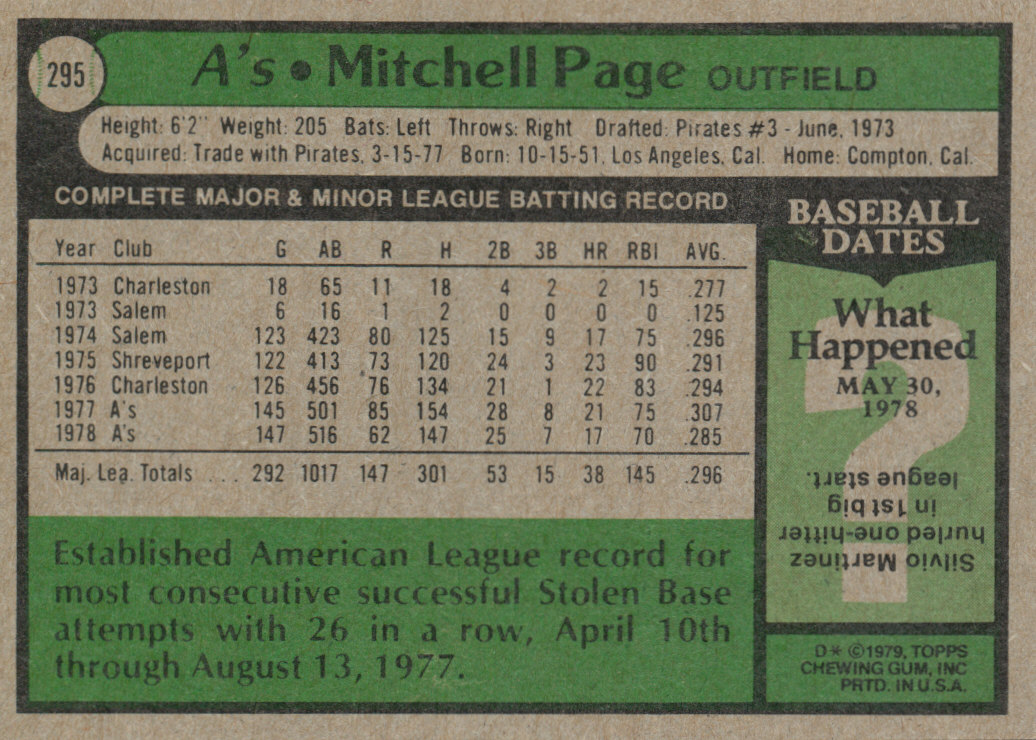 295
A's • Mitchell Page OUTFIELD
Height: 6'2" Weight: 205 Bats: Left Throws: Right Drafted: Pirates #3 - June, 1973
Acquired: Trade with Pirates, 3-15-77 Born: 10-15-51, Los Angeles, Cal. Home: Compton, Cal.
COMPLETE MAJOR & MINOR LEAGUE BATTING RECORD
Year Club G AB R H 2B 3B HR RBI AVG.
1973 Charleston 18 65 11 18 4 2 2 15 .277
1973 Salem 6 16 1 2 0 0 0 0 .125
1974 Salem 123 423 80 125 15 9 17 75 .296
1975 Shreveport 122 413 73 120 24 3 23 90 .291
1976 Charleston 126 456 76 134 21 1 22 83 .294
1977 A's 145 501 85 154 28 8 21 75 .307
1978 A's 147 516 62 147 25 7 17 70 .285
Maj. Lea. Totals ... 292 1017 147 301 53 15 38 145 .296
Established American League record for
most consecutive successful Stolen Base
attempts with 26 in a row, April 10th
through August 13, 1977.
BASEBALL
DATES
What
Happened
MAY 30,
1978
?
Silvio Martinez
hurled one-hitter
in 1st big
league start.
D* ©1979, TOPPS
CHEWING GUM, INC
PRTD. IN U.S.A.